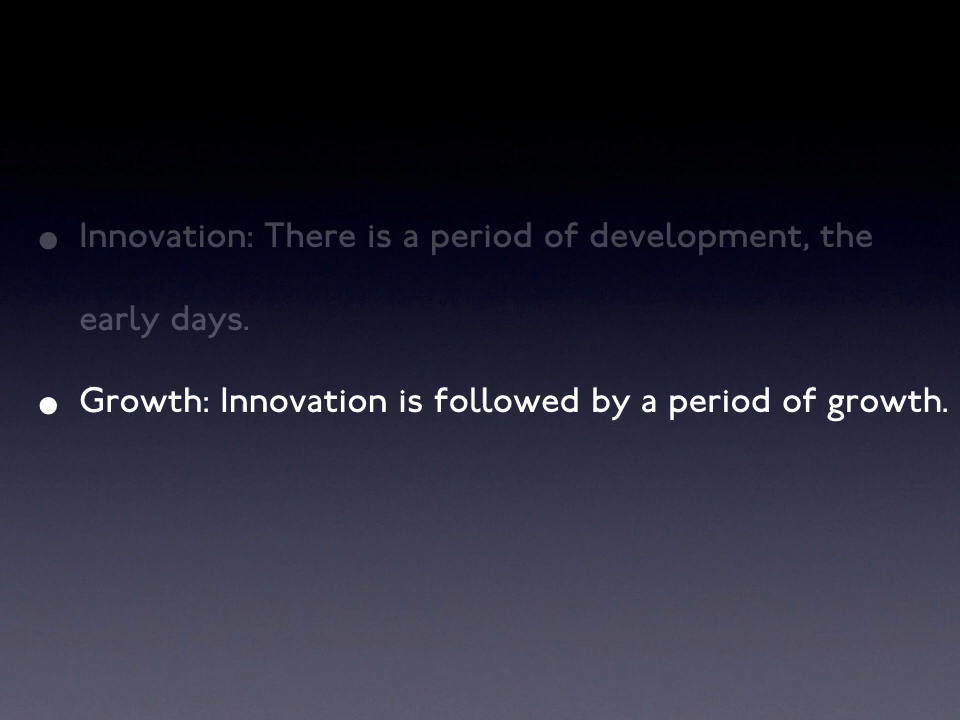 • Innovation: There is a period of development, the
early days.
• Growth: Innovation is followed by a period of growth.